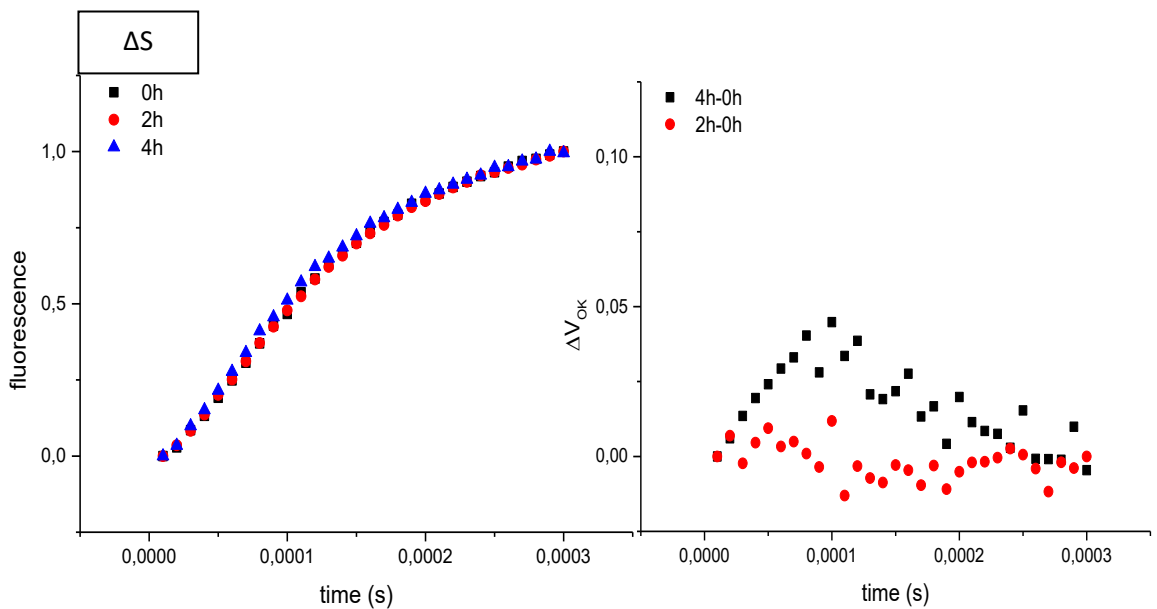 ΔS
0h
2h
4h
1,0
0,5
0,0
fluorescence
0,0000
0,0001
0,0002
0,0003
time (s)
4h-0h
2h-0h
0,10
0,05
0,00
ΔV_OK
0,0000
0,0001
0,0002
0,0003
time (s)